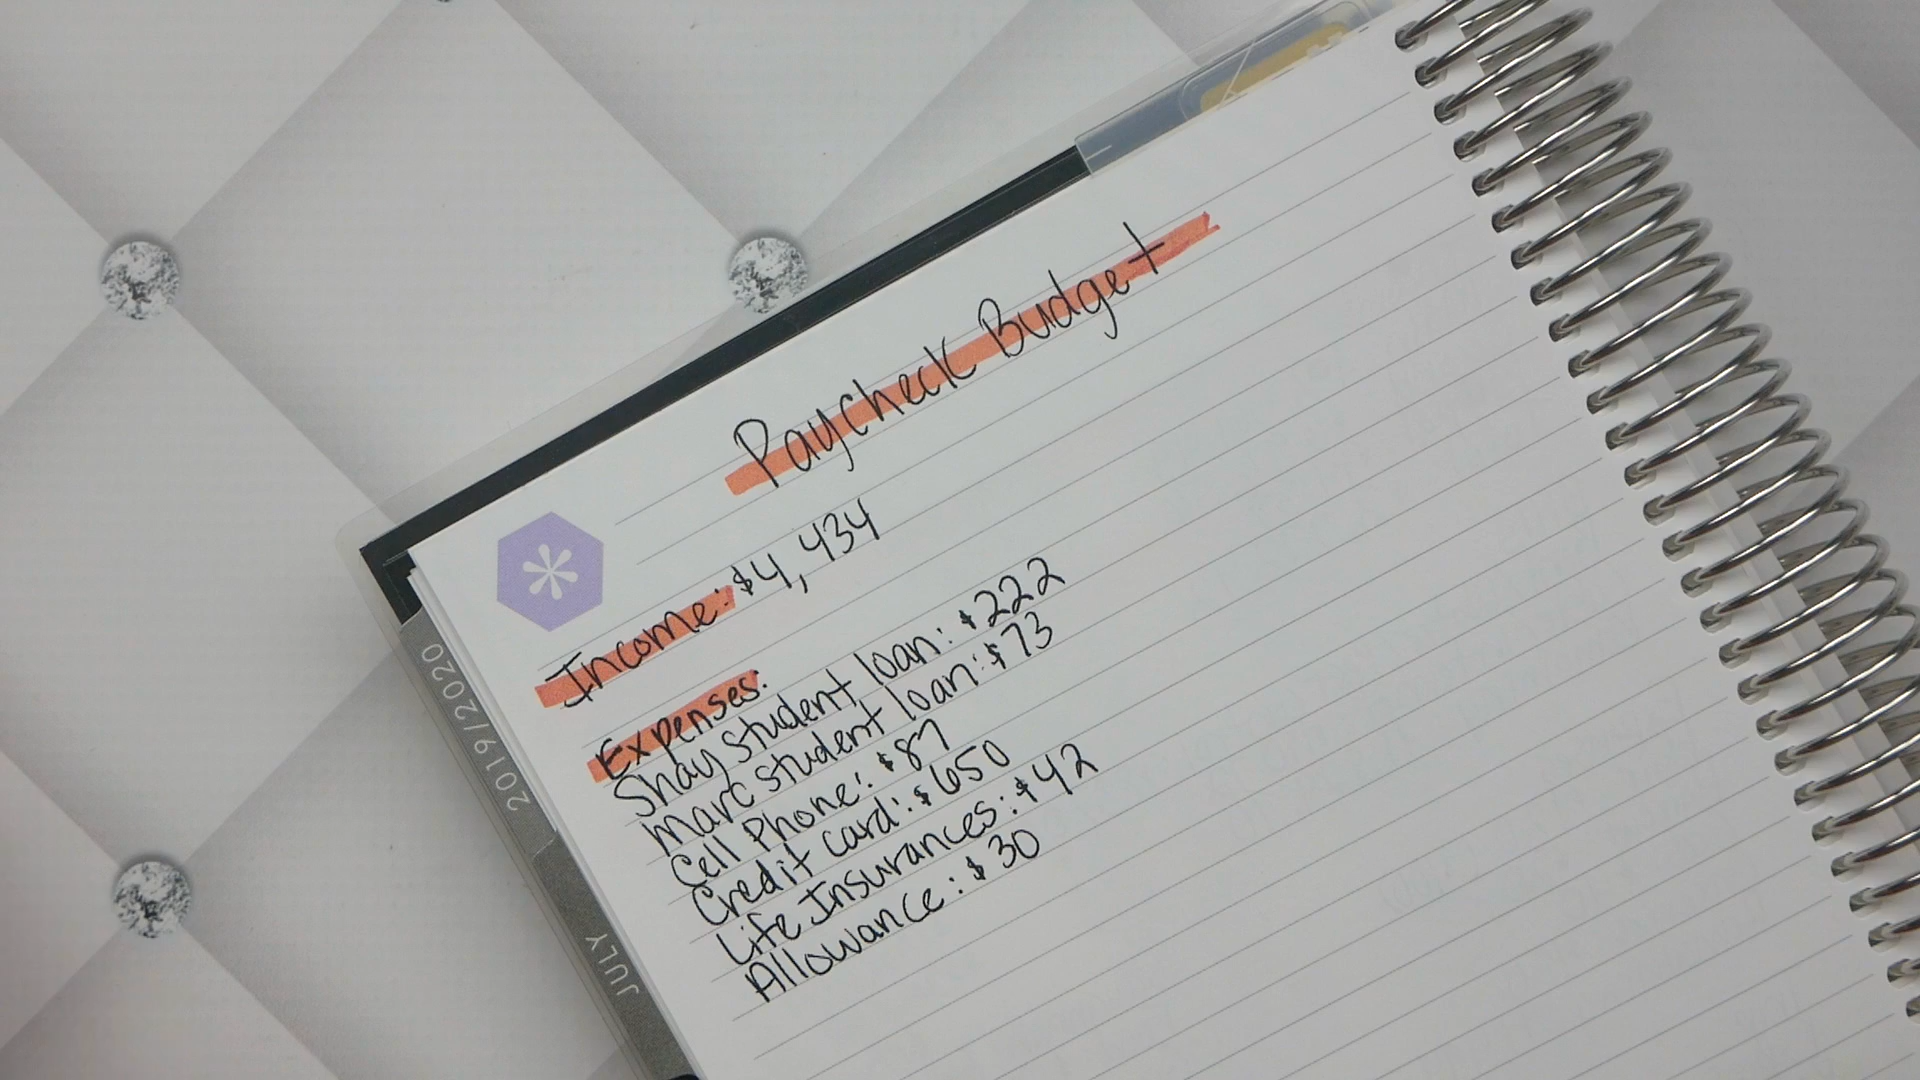 Paycheck Budget
Income: $4,434
Expenses:
Shay student loan: $222
Marc student loan: $73
Cell Phone: $87
Credit card: $650
Life Insurances: $42
Allowance: $30
2019/2020
JULY